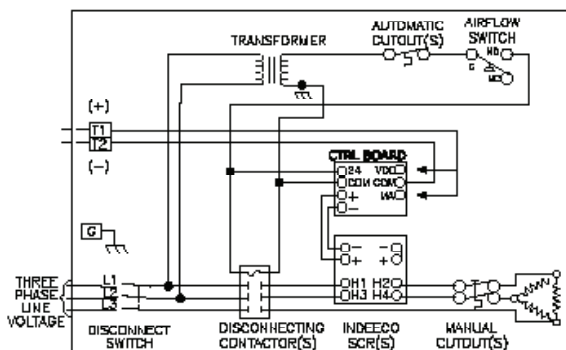 AUTOMATIC CUTOUT(S)
AIRFLOW SWITCH
TRANSFORMER
NO
C
NC
(+)
T1
T2
(-)
CTRL BOARD
24 VDC
COM COM
+ MA
-
G
- -
+ +
THREE PHASE LINE VOLTAGE
L1
L2
L3
H1 H2
H3 H4
DISCONNECT SWITCH
DISCONNECTING CONTACTOR(S)
INDEECO SCR(S)
MANUAL CUTOUT(S)